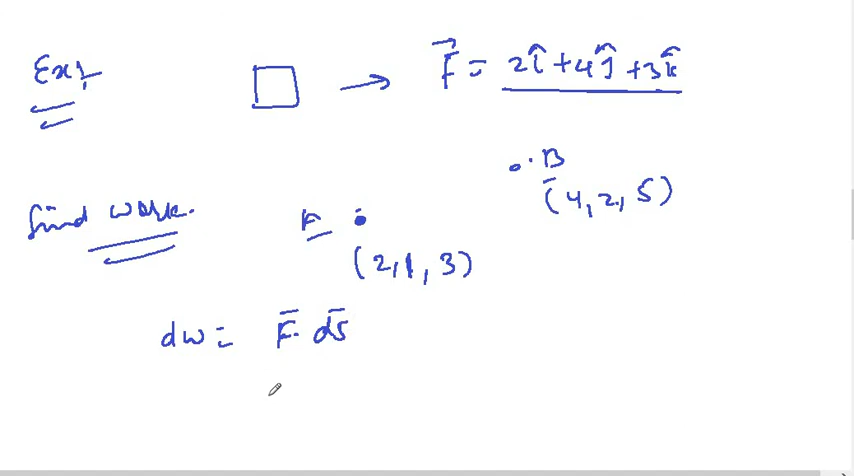 Ex:, □ → F⃗ = 2î + 4ĵ + 3k̂
. B
(4, 2, 5)
find work. A .
(2, 1, 3)
dw = F̄. ds̄